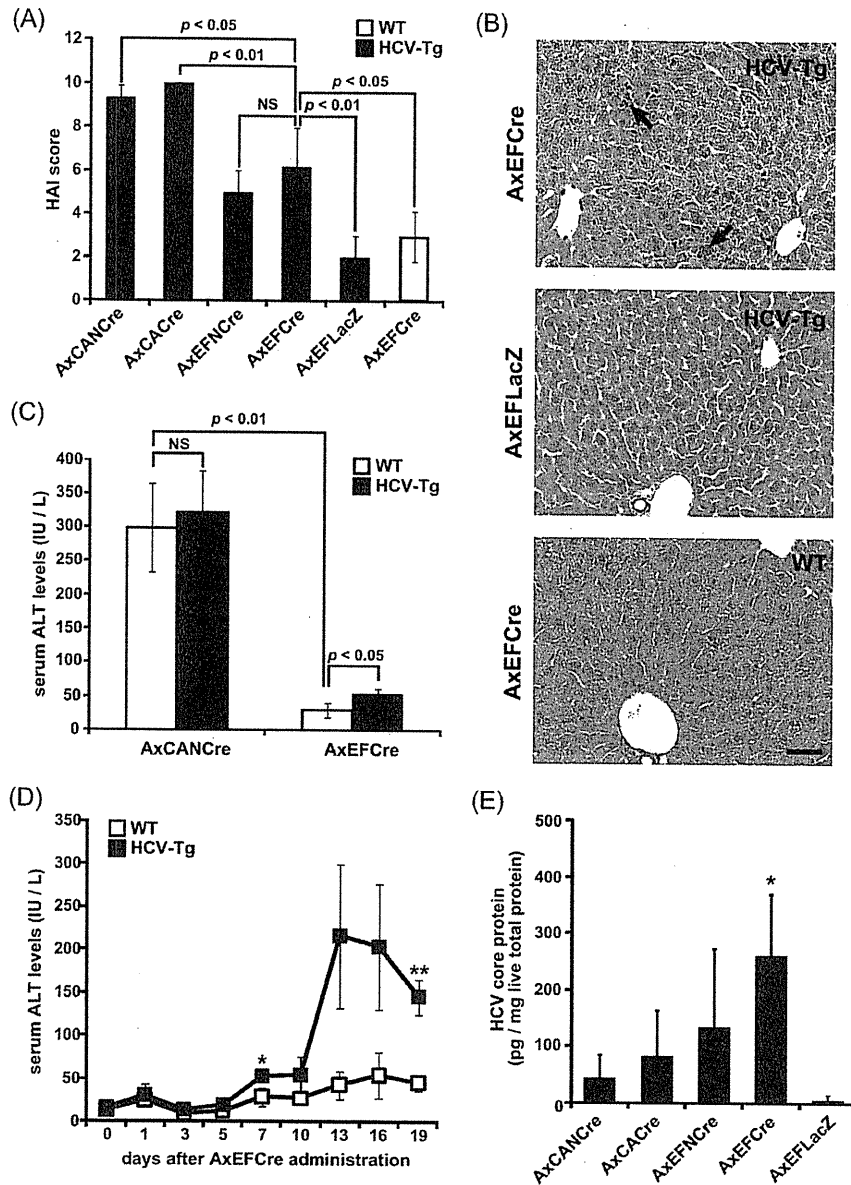 (A)
p < 0.05
p < 0.01
NS
p < 0.05
p < 0.01
WT
HCV-Tg
HAI score
12
10
8
6
4
2
0
AxCANCre
AxCACre
AxEFNCre
AxEFCre
AxEFLacZ
AxEFCre
(B)
AxEFCre
HCV-Tg
AxEFLacZ
HCV-Tg
AxEFCre
WT
(C)
p < 0.01
NS
p < 0.05
WT
HCV-Tg
serum ALT levels (IU / L)
400
350
300
250
200
150
100
50
0
AxCANCre
AxEFCre
(D)
WT
HCV-Tg
serum ALT levels (IU / L)
350
300
250
200
150
100
50
0
*
**
0 1 3 5 7 10 13 16 19
days after AxEFCre administration
(E)
HCV core protein
(pg / mg live total protein)
500
400
300
200
100
0
*
AxCANCre
AxCACre
AxEFNCre
AxEFCre
AxEFLacZ